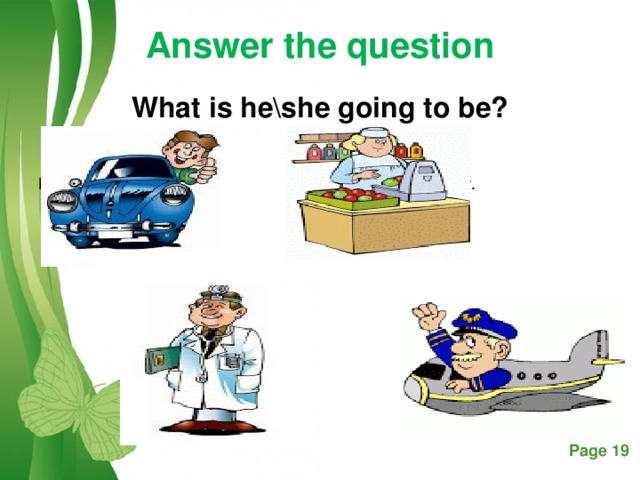 Answer the question
What is he\she going to be?
Page 19